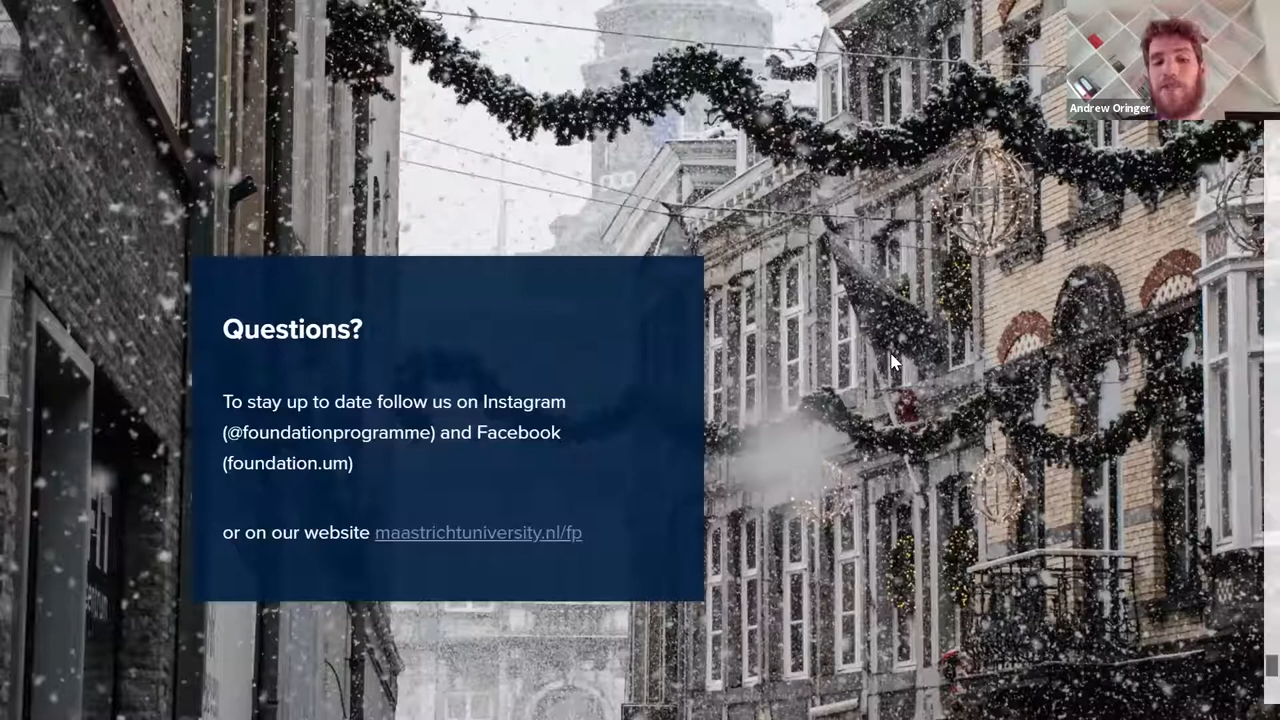 Andrew Oringer
Questions?
To stay up to date follow us on Instagram
(@foundationprogramme) and Facebook
(foundation.um)
or on our website maastrichtuniversity.nl/fp